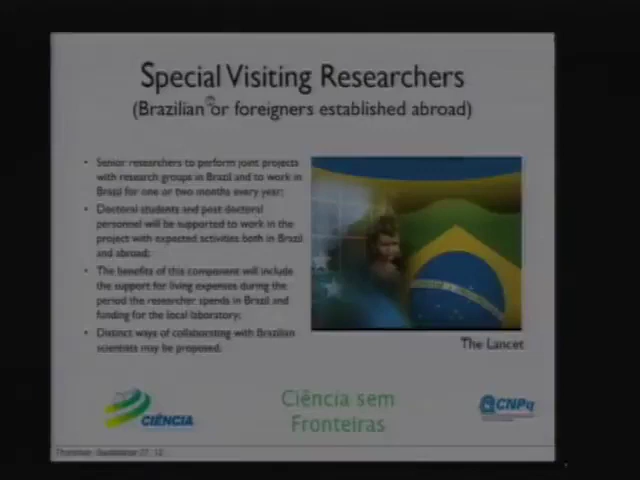 Special Visiting Researchers
(Brazilian or foreigners established abroad)
• Senior researchers to perform joint projects
with research groups in Brazil and to work in
Brazil for one or two months every year;
• Doctoral students and post doctoral
personnel will be supported to work in the
project with expected activities both in Brazil
and abroad;
• The benefits of this component will include
the support for living expenses during the
period the researcher spends in Brazil and
funding for the local laboratory;
• Distinct ways of collaborating with Brazilian
scientists may be proposed;
The Lancet
CIÊNCIA
Ciência sem
Fronteiras
CNPq